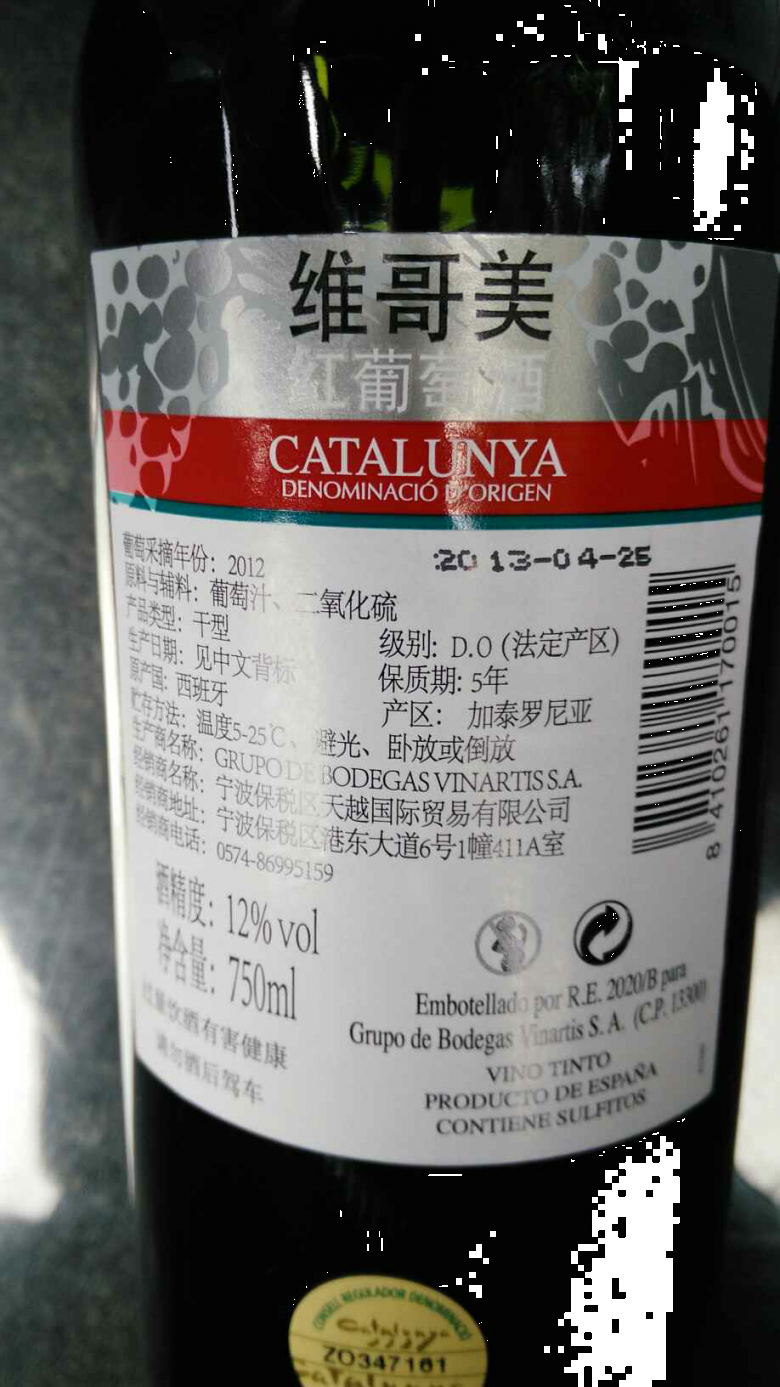 维哥美
红葡萄酒
CATALUNYA
DENOMINACIÓ D'ORIGEN
葡萄采摘年份：2012
2013-04-25
原料与辅料：葡萄汁、二氧化硫
产品类型：干型
级别：D.O (法定产区)
生产日期：见中文背标
保质期：5年
原产国：西班牙
产区：加泰罗尼亚
贮存方法：温度5-25℃、避光、卧放或倒放
生产商名称：GRUPO DE BODEGAS VINARTIS S.A.
经销商名称：宁波保税区天越国际贸易有限公司
经销商地址：宁波保税区港东大道6号1幢411A室
经销商电话：0574-86995159
8 410261 170015
酒精度：12% vol
净含量：750ml
过量饮酒有害健康
请勿酒后驾车
Embotellado por R.E. 2020/B para
Grupo de Bodegas Vinartis S. A. (C.P. 13300)
VINO TINTO
PRODUCTO DE ESPAÑA
CONTIENE SULFITOS
CONSELL REGULADOR DENOMINACIÓ
Catalunya
ZO347161